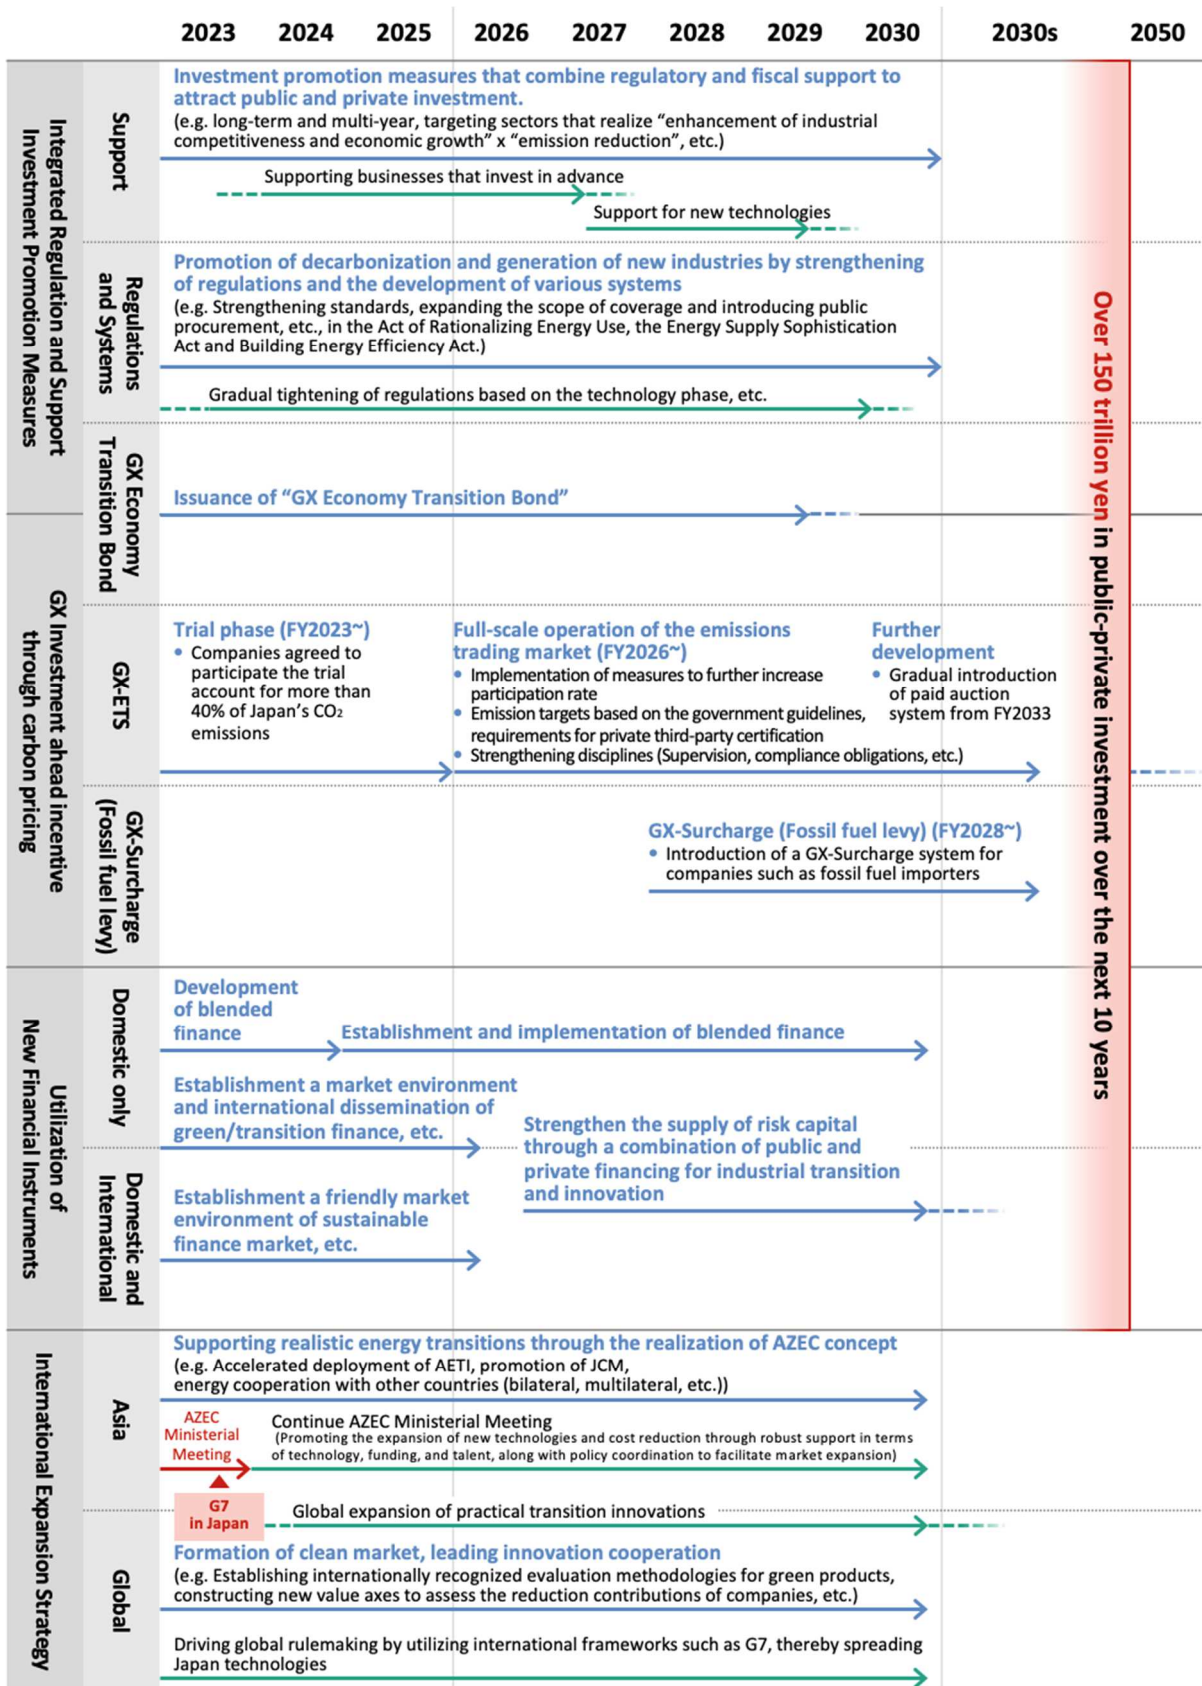 2023 2024 2025 2026 2027 2028 2029 2030 2030s 2050
Integrated Regulation and Support
Investment Promotion Measures
Support
Investment promotion measures that combine regulatory and fiscal support to
attract public and private investment.
(e.g. long-term and multi-year, targeting sectors that realize “enhancement of industrial
competitiveness and economic growth” x “emission reduction”, etc.)
Supporting businesses that invest in advance
Support for new technologies
Regulations
and Systems
Promotion of decarbonization and generation of new industries by strengthening
of regulations and the development of various systems
(e.g. Strengthening standards, expanding the scope of coverage and introducing public
procurement, etc., in the Act of Rationalizing Energy Use, the Energy Supply Sophistication
Act and Building Energy Efficiency Act.)
Gradual tightening of regulations based on the technology phase, etc.
GX Economy
Transition Bond
Issuance of “GX Economy Transition Bond”
GX Investment ahead incentive
through carbon pricing
GX-ETS
Trial phase (FY2023~)
• Companies agreed to
participate the trial
account for more than
40% of Japan’s CO₂
emissions
Full-scale operation of the emissions
trading market (FY2026~)
• Implementation of measures to further increase
participation rate
• Emission targets based on the government guidelines,
requirements for private third-party certification
• Strengthening disciplines (Supervision, compliance obligations, etc.)
Further
development
• Gradual introduction
of paid auction
system from FY2033
GX-Surcharge
(Fossil fuel levy)
GX-Surcharge (Fossil fuel levy) (FY2028~)
• Introduction of a GX-Surcharge system for
companies such as fossil fuel importers
Over 150 trillion yen in public-private investment over the next 10 years
Utilization of
New Financial Instruments
Domestic only
Development
of blended
finance
Establishment and implementation of blended finance
Establishment a market environment
and international dissemination of
green/transition finance, etc.
Strengthen the supply of risk capital
through a combination of public and
private financing for industrial transition
and innovation
Domestic and
International
Establishment a friendly market
environment of sustainable
finance market, etc.
International Expansion Strategy
Asia
Supporting realistic energy transitions through the realization of AZEC concept
(e.g. Accelerated deployment of AETI, promotion of JCM,
energy cooperation with other countries (bilateral, multilateral, etc.))
AZEC
Ministerial
Meeting
Continue AZEC Ministerial Meeting
(Promoting the expansion of new technologies and cost reduction through robust support in terms
of technology, funding, and talent, along with policy coordination to facilitate market expansion)
G7
in Japan
Global expansion of practical transition innovations
Global
Formation of clean market, leading innovation cooperation
(e.g. Establishing internationally recognized evaluation methodologies for green products,
constructing new value axes to assess the reduction contributions of companies, etc.)
Driving global rulemaking by utilizing international frameworks such as G7, thereby spreading
Japan technologies